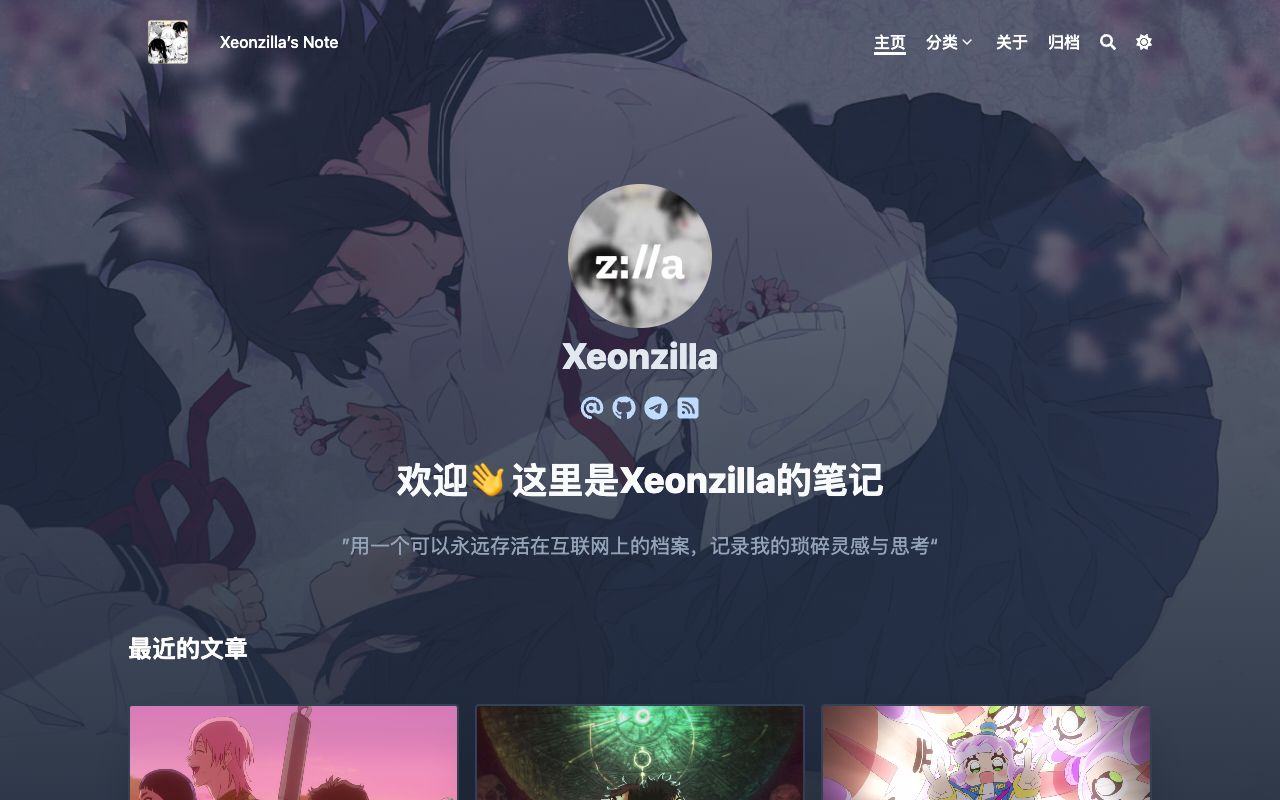 Xeonzilla's Note
主页
分类
关于
归档
z://a
Xeonzilla
欢迎👋这里是Xeonzilla的笔记
"用一个可以永远存活在互联网上的档案，记录我的琐碎灵感与思考"
最近的文章